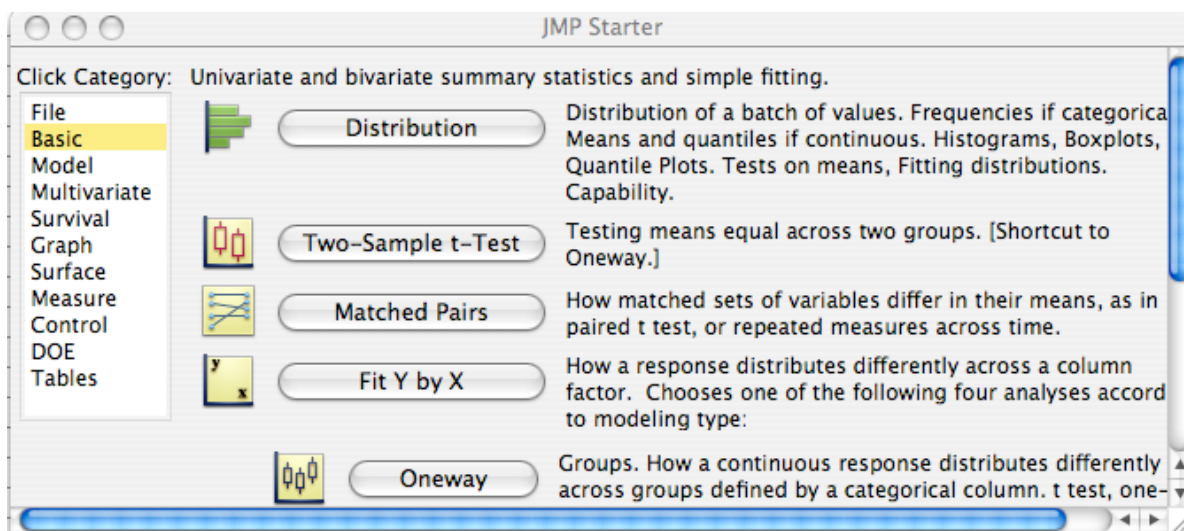 JMP Starter
Click Category:
Univariate and bivariate summary statistics and simple fitting.
File
Basic
Model
Multivariate
Survival
Graph
Surface
Measure
Control
DOE
Tables
Distribution
Distribution of a batch of values. Frequencies if categorica
Means and quantiles if continuous. Histograms, Boxplots,
Quantile Plots. Tests on means, Fitting distributions.
Capability.
Two-Sample t-Test
Testing means equal across two groups. [Shortcut to
Oneway.]
Matched Pairs
How matched sets of variables differ in their means, as in
paired t test, or repeated measures across time.
y
x
Fit Y by X
How a response distributes differently across a column
factor.  Chooses one of the following four analyses accord
to modeling type:
Oneway
Groups. How a continuous response distributes differently
across groups defined by a categorical column. t test, one-